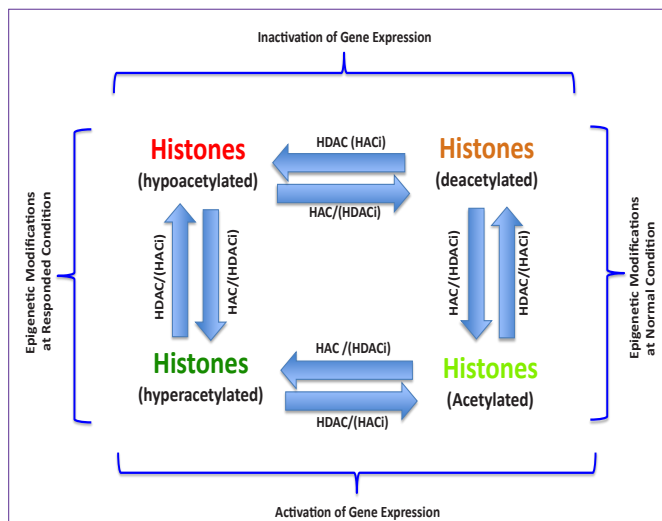 Inactivation of Gene Expression
Epigenetic Modifications
at Responded Condition
Histones
(hypoacetylated)
HDAC (HACi)
HAC/(HDACi)
Histones
(deacetylated)
HDAC/(HACi)
HAC/(HDACi)
HAC/(HDACi)
HDAC/(HACi)
Histones
(hyperacetylated)
HAC /(HDACi)
HDAC/(HACi)
Histones
(Acetylated)
Epigenetic Modifications
at Normal Condition
Activation of Gene Expression